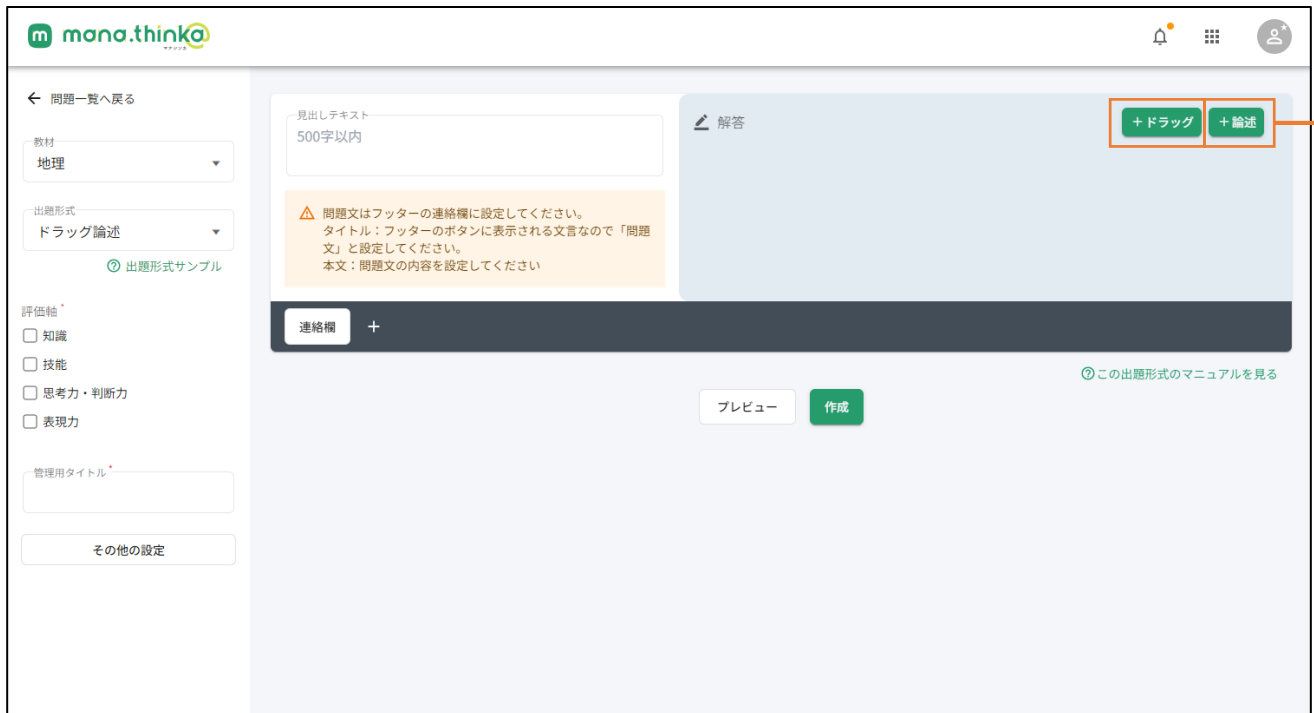 mana.thinka
マナシンカ
問題一覧へ戻る
教材
地理
出題形式
ドラッグ論述
出題形式サンプル
評価軸*
知識
技能
思考力・判断力
表現力
管理用タイトル*
その他の設定
見出しテキスト
500字以内
問題文はフッターの連絡欄に設定してください。
タイトル：フッターのボタンに表示される文言なので「問題
文」と設定してください。
本文：問題文の内容を設定してください
解答
+ドラッグ
+論述
連絡欄 +
この出題形式のマニュアルを見る
プレビュー
作成